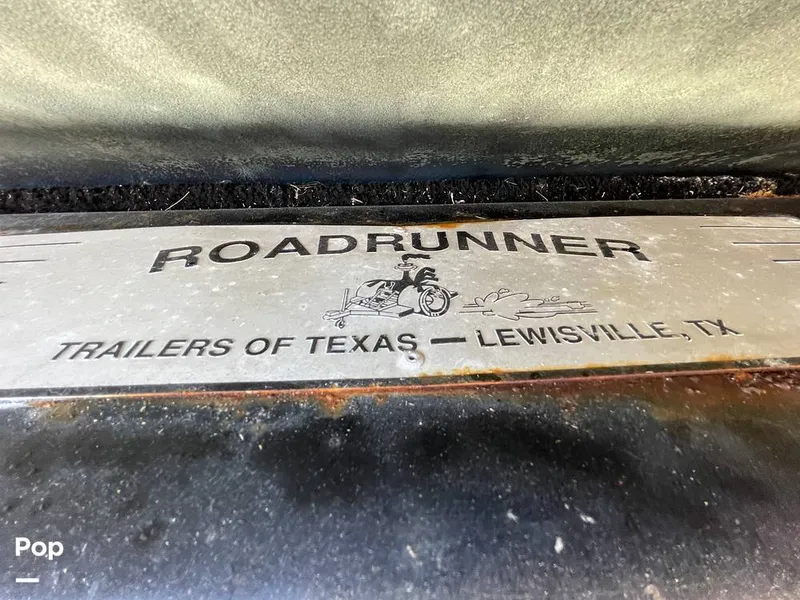 ROADRUNNER
TRAILERS OF TEXAS — LEWISVILLE, TX
Pop